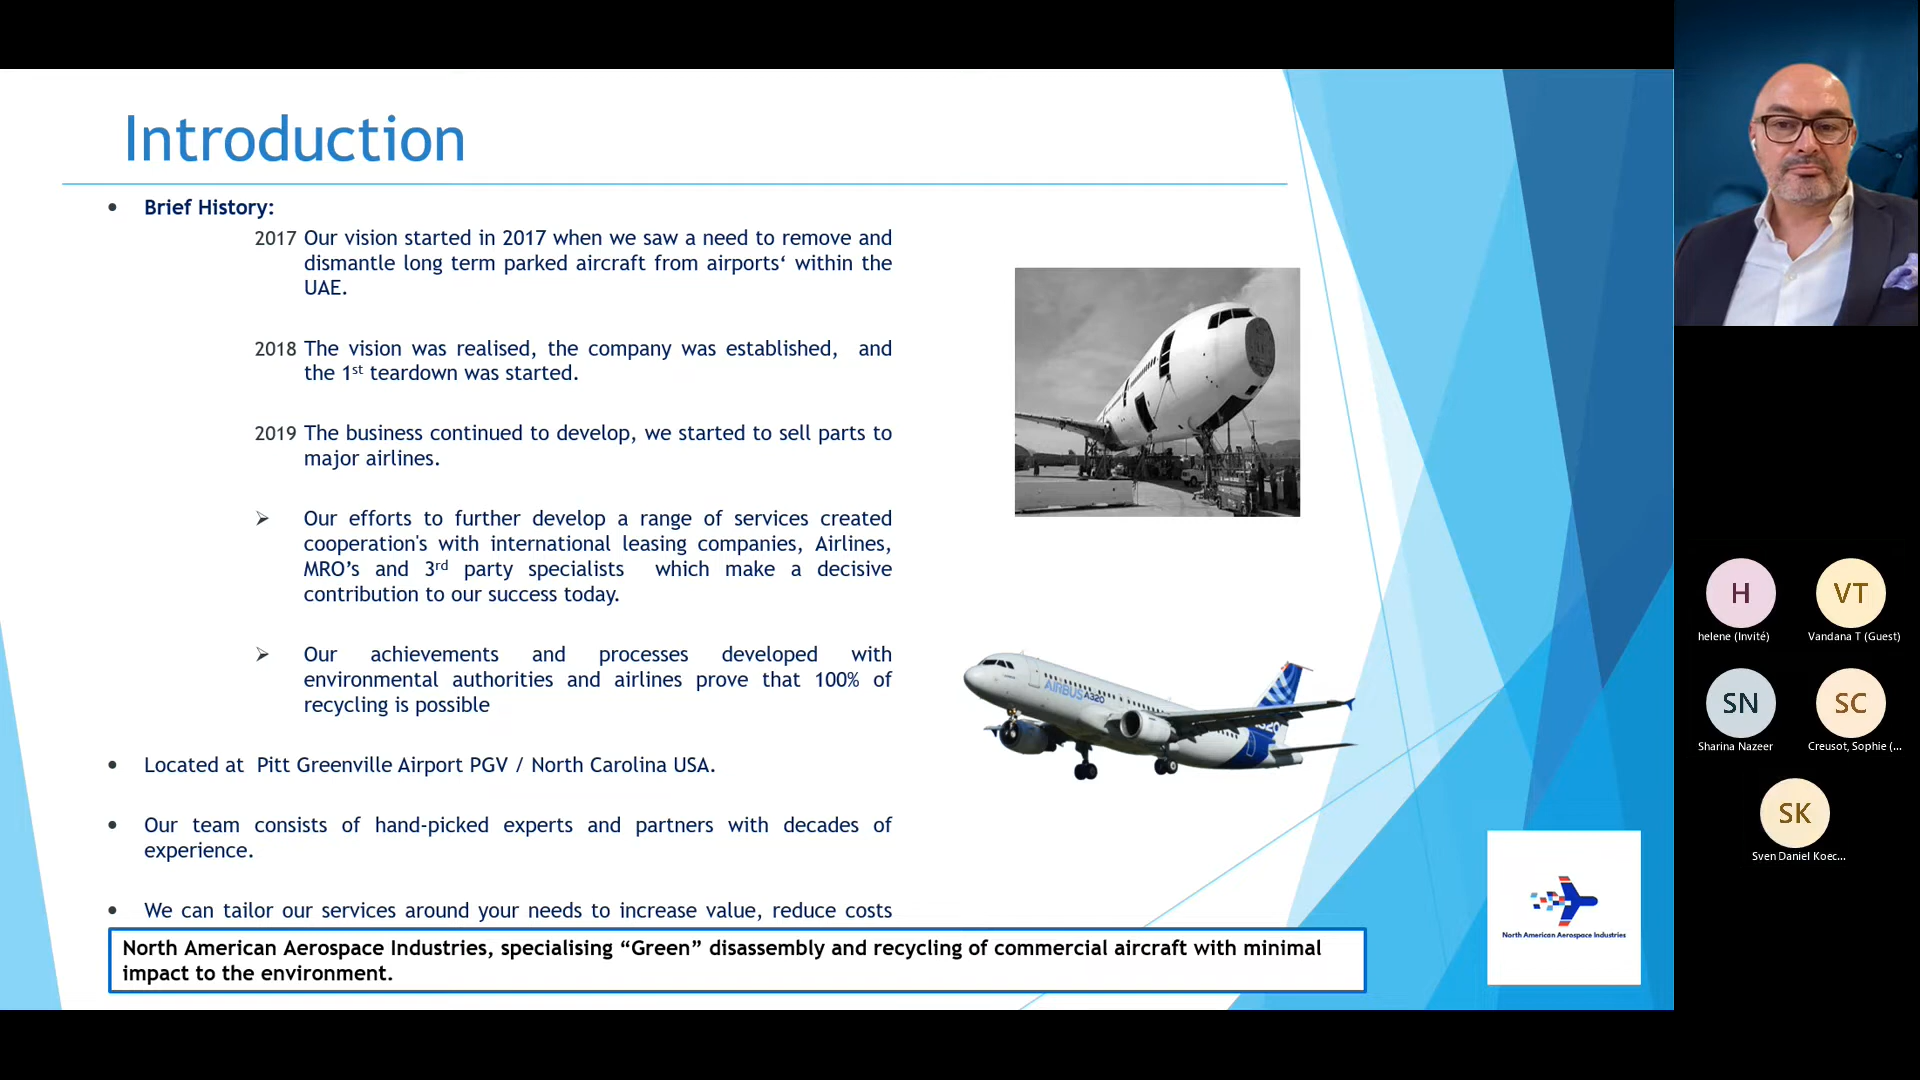 Introduction
• Brief History:
2017 Our vision started in 2017 when we saw a need to remove and
dismantle long term parked aircraft from airports‘ within the
UAE.
2018 The vision was realised, the company was established, and
the 1st teardown was started.
2019 The business continued to develop, we started to sell parts to
major airlines.
➢ Our efforts to further develop a range of services created
cooperation's with international leasing companies, Airlines,
MRO’s and 3rd party specialists which make a decisive
contribution to our success today.
➢ Our achievements and processes developed with
environmental authorities and airlines prove that 100% of
recycling is possible
• Located at Pitt Greenville Airport PGV / North Carolina USA.
• Our team consists of hand-picked experts and partners with decades of
experience.
• We can tailor our services around your needs to increase value, reduce costs
North American Aerospace Industries, specialising “Green” disassembly and recycling of commercial aircraft with minimal
impact to the environment.
AIRBUS A320
North American Aerospace Industries
H
helene (Invité)
VT
Vandana T (Guest)
SN
Sharina Nazeer
SC
Creusot, Sophie (...
SK
Sven Daniel Koec...